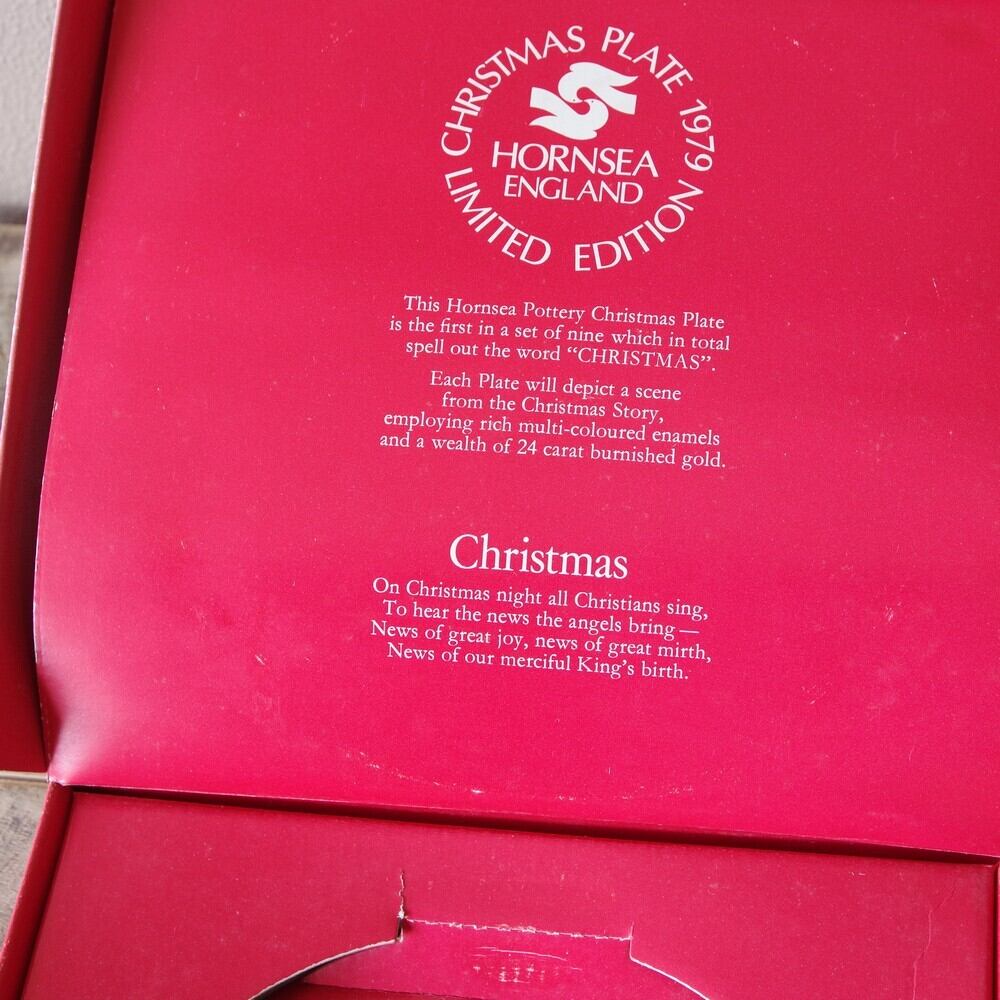 CHRISTMAS PLATE 1979
HORNSEA
ENGLAND
LIMITED EDITION
This Hornsea Pottery Christmas Plate
is the first in a set of nine which in total
spell out the word “CHRISTMAS”.
Each Plate will depict a scene
from the Christmas Story,
employing rich multi-coloured enamels
and a wealth of 24 carat burnished gold.
Christmas
On Christmas night all Christians sing,
To hear the news the angels bring —
News of great joy, news of great mirth,
News of our merciful King’s birth.